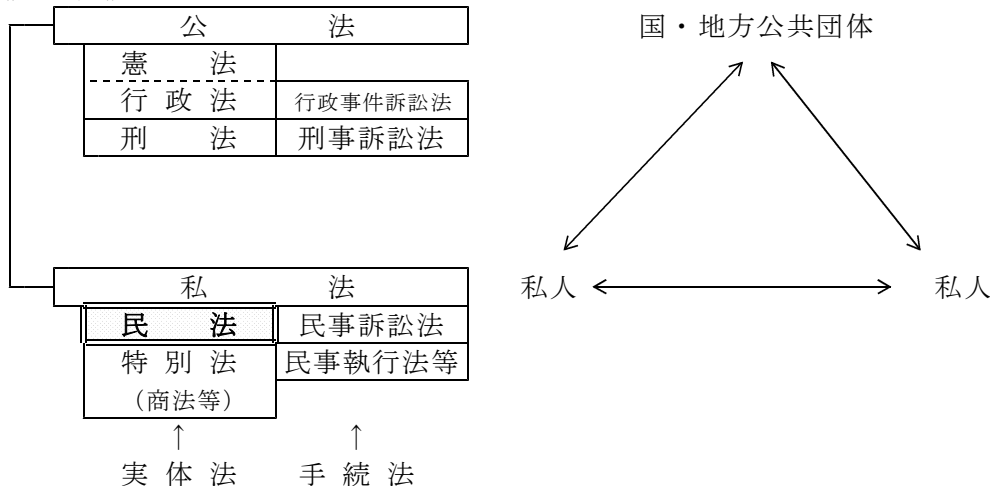 公 法
国・地方公共団体
憲 法
行 政 法 行政事件訴訟法
刑 法 刑事訴訟法
私 法
私人 私人
民 法 民事訴訟法
特 別 法 民事執行法等
(商法等)
↑ ↑
実 体 法 手 続 法